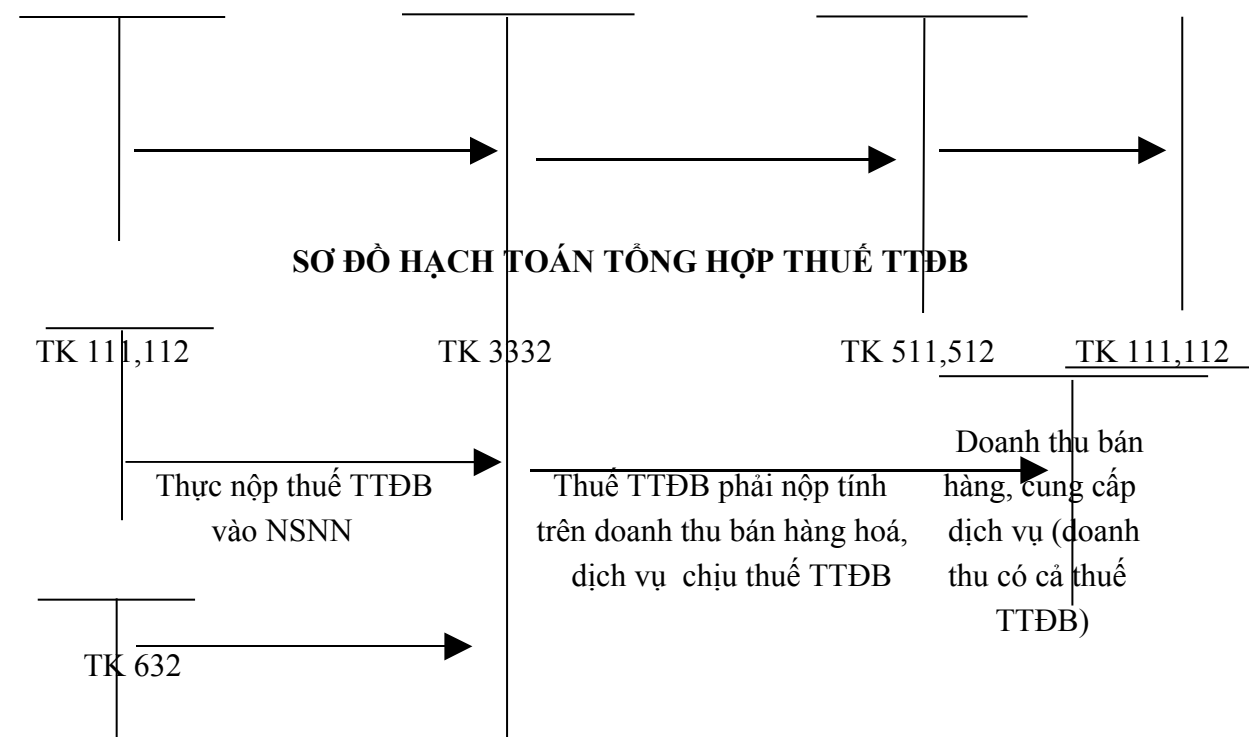 SƠ ĐỒ HẠCH TOÁN TỔNG HỢP THUẾ TTĐB
TK 111,112
TK 3332
TK 511,512
TK 111,112
Thực nộp thuế TTĐB
vào NSNN
Thuế TTĐB phải nộp tính
trên doanh thu bán hàng hoá,
dịch vụ chịu thuế TTĐB
Doanh thu bán
hàng, cung cấp
dịch vụ (doanh
thu có cả thuế
TTĐB)
TK 632